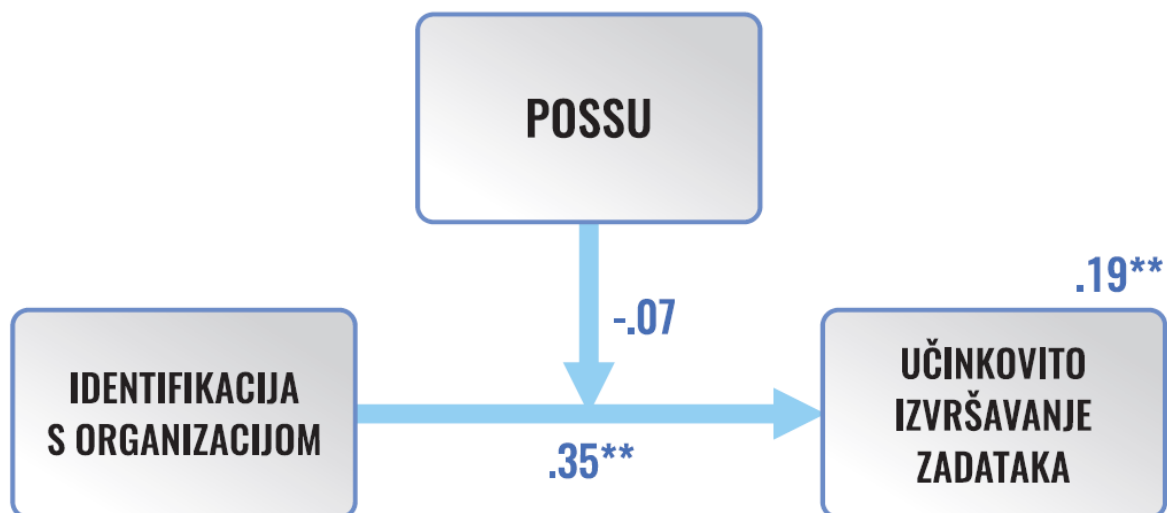 POSSU
.19**
-.07
IDENTIFIKACIJA
S ORGANIZACIJOM
.35**
UČINKOVITO
IZVRŠAVANJE
ZADATAKA